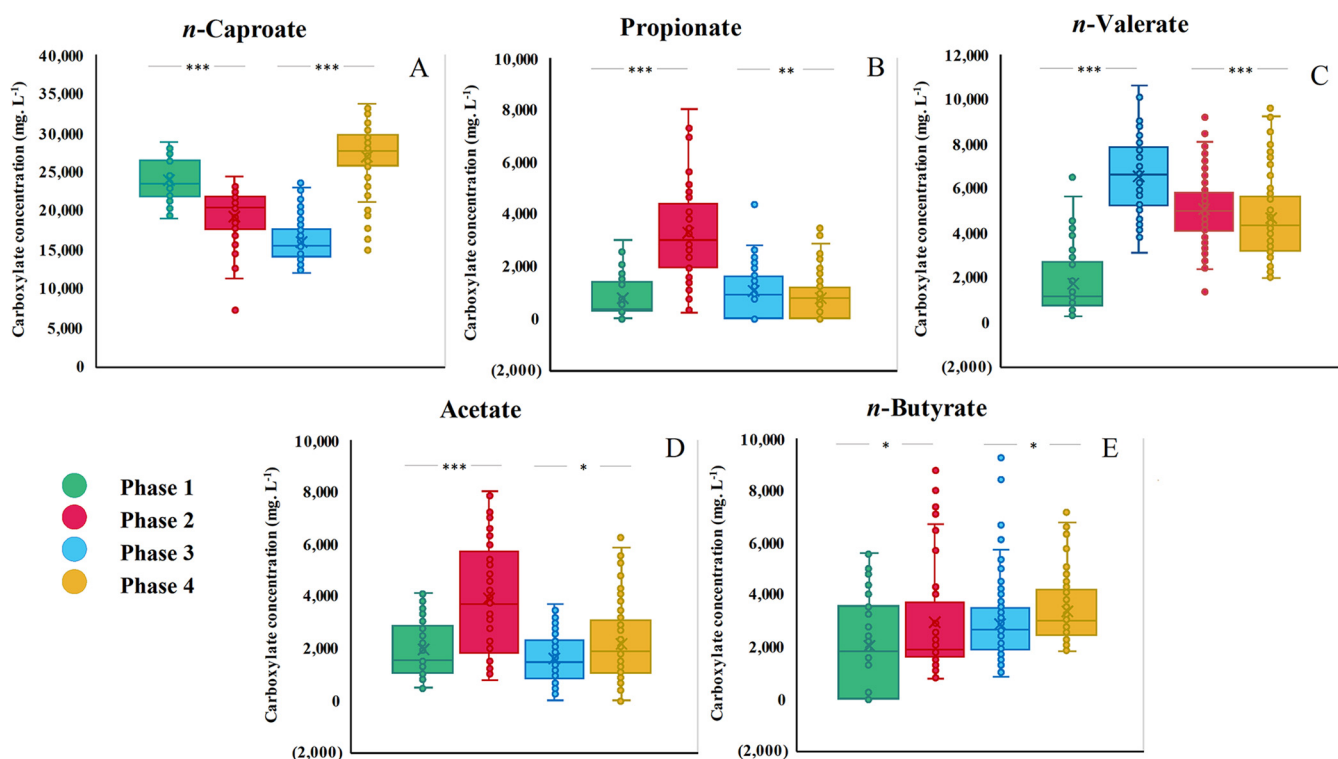 n-Caproate
Carboxylate concentration (mg. L-1)
40,000
35,000
30,000
25,000
20,000
15,000
10,000
5,000
0
***
***
A
Propionate
Carboxylate concentration (mg. L-1)
10,000
8,000
6,000
4,000
2,000
0
(2,000)
***
**
B
n-Valerate
Carboxylate concentration (mg. L-1)
12,000
10,000
8,000
6,000
4,000
2,000
0
(2,000)
***
***
C
Phase 1
Phase 2
Phase 3
Phase 4
Acetate
Carboxylate concentration (mg. L-1)
10,000
8,000
6,000
4,000
2,000
0
(2,000)
***
*
D
n-Butyrate
Carboxylate concentration (mg. L-1)
10,000
8,000
6,000
4,000
2,000
0
(2,000)
*
*
E